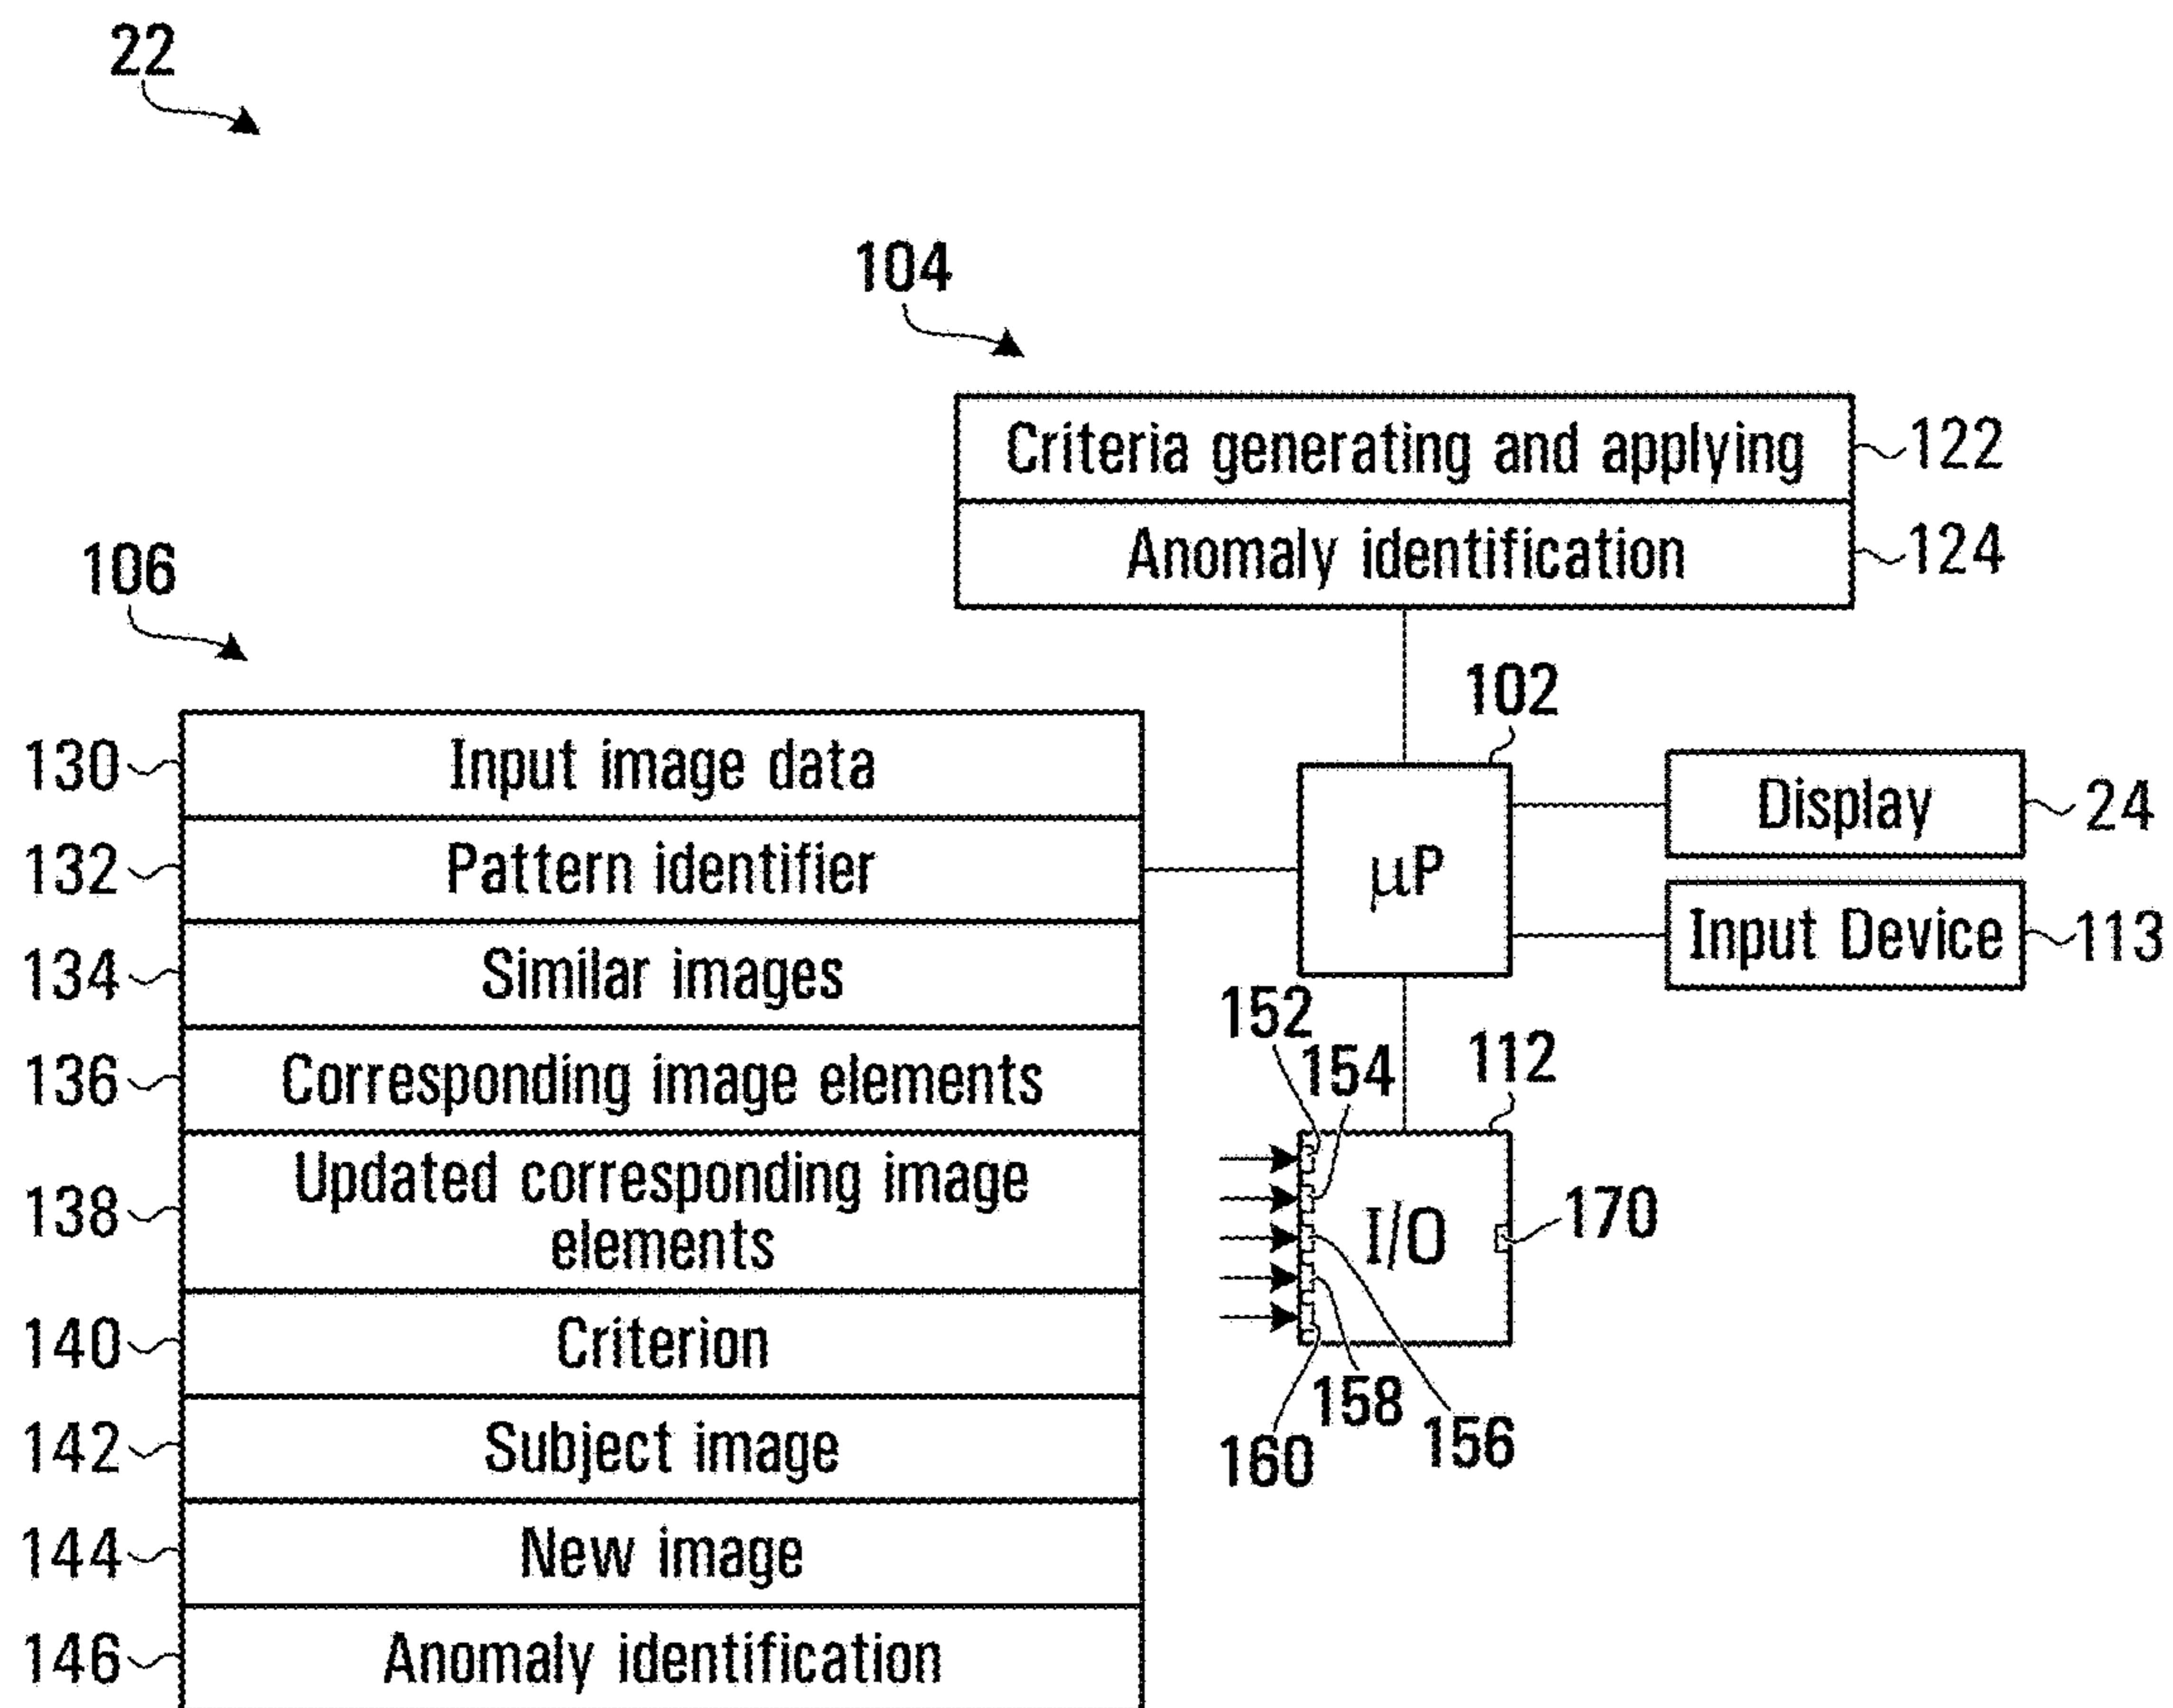 22
104
Criteria generating and applying 122
Anomaly identification 124
106
102
130 Input image data
132 Pattern identifier
134 Similar images
136 Corresponding image elements
138 Updated corresponding image
elements
140 Criterion
142 Subject image
144 New image
146 Anomaly identification
μP
Display 24
Input Device 113
152
154
112
I/O
170
158
156
160